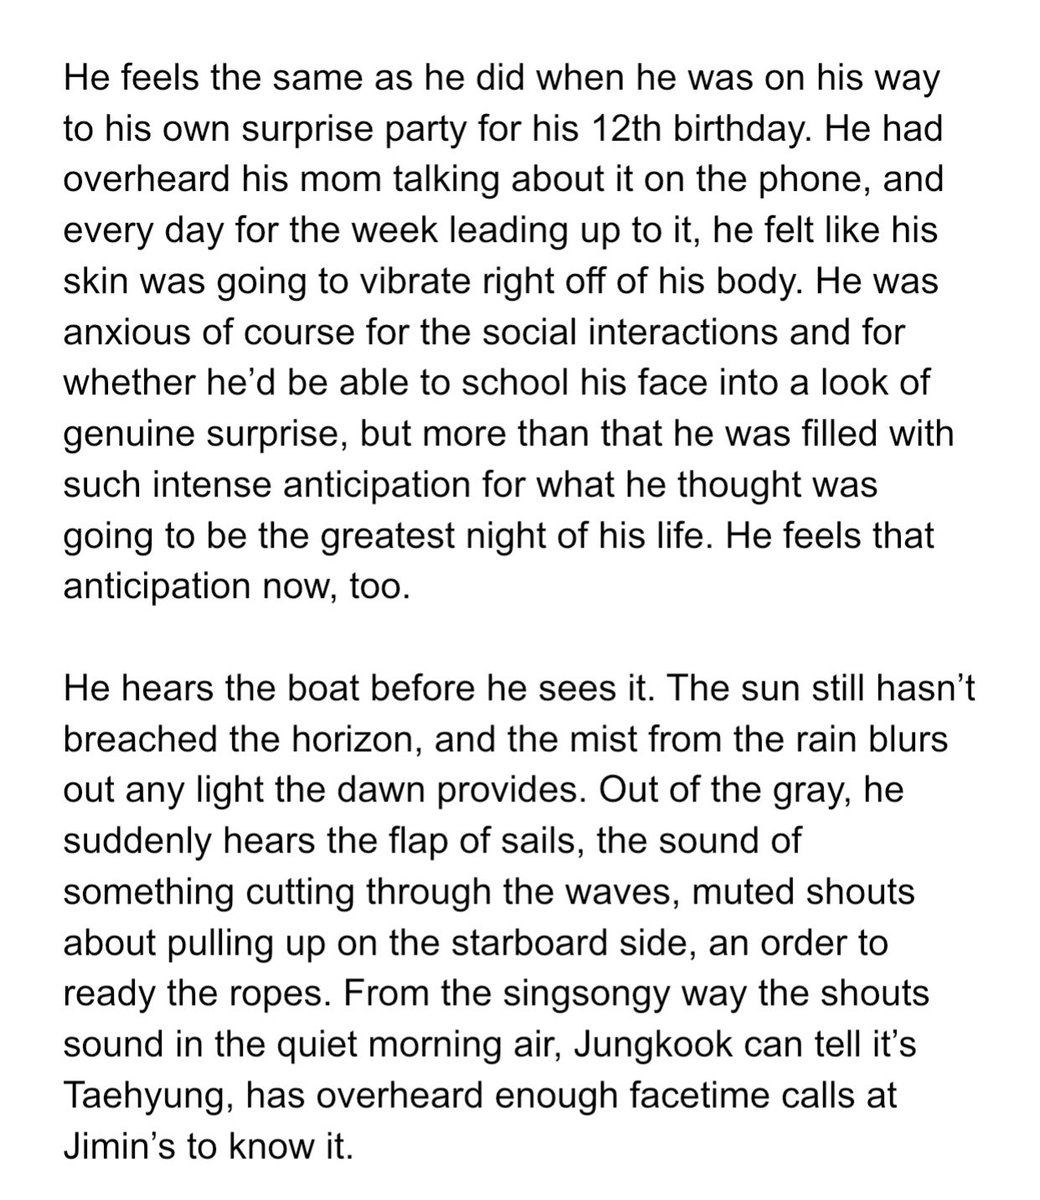 He feels the same as he did when he was on his way
to his own surprise party for his 12th birthday. He had
overheard his mom talking about it on the phone, and
every day for the week leading up to it, he felt like his
skin was going to vibrate right off of his body. He was
anxious of course for the social interactions and for
whether he’d be able to school his face into a look of
genuine surprise, but more than that he was filled with
such intense anticipation for what he thought was
going to be the greatest night of his life. He feels that
anticipation now, too.
He hears the boat before he sees it. The sun still hasn’t
breached the horizon, and the mist from the rain blurs
out any light the dawn provides. Out of the gray, he
suddenly hears the flap of sails, the sound of
something cutting through the waves, muted shouts
about pulling up on the starboard side, an order to
ready the ropes. From the singsongy way the shouts
sound in the quiet morning air, Jungkook can tell it’s
Taehyung, has overheard enough facetime calls at
Jimin’s to know it.